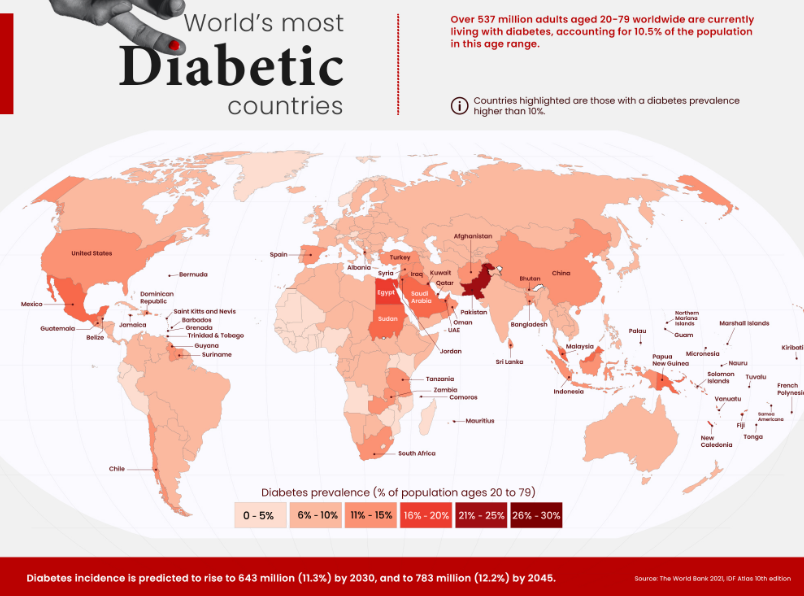 World's most
Diabetic
countries
Over 537 million adults aged 20-79 worldwide are currently
living with diabetes, accounting for 10.5% of the population
in this age range.
Countries highlighted are those with a diabetes prevalence
higher than 10%.
United States
Mexico
Guatemala
Belize
Jamaica
Bermuda
Dominican
Republic
Saint Kitts and Nevis
Barbados
Grenada
Trinidad & Tobago
Guyana
Suriname
Chile
Spain
Albania
Turkey
Syria
Iraq
Kuwait
Qatar
Egypt
Saudi
Arabia
Sudan
Oman
UAE
Jordan
Afghanistan
Pakistan
Bhuten
China
Bangladesh
Sri Lanka
Malaysia
Indonesia
Tanzania
Zambia
Comoros
Mauritius
South Africa
Palau
Northern
Mariana
Islands
Guam
Marshall Islands
Micronesia
Kiribati
Papua
New Guinea
Nauru
Solomon
Islands
Tuvalu
French
Polynesi
Vanuatu
Samoa
Americana
Fiji
Tonga
New
Caledonia
Diabetes prevalence (% of population ages 20 to 79)
0 - 5%
6% - 10%
11% - 15%
16% - 20%
21% - 25%
26% - 30%
Diabetes incidence is predicted to rise to 643 million (11.3%) by 2030, and to 783 million (12.2%) by 2045.
Source: The World Bank 2021, IDF Atlas 10th edition